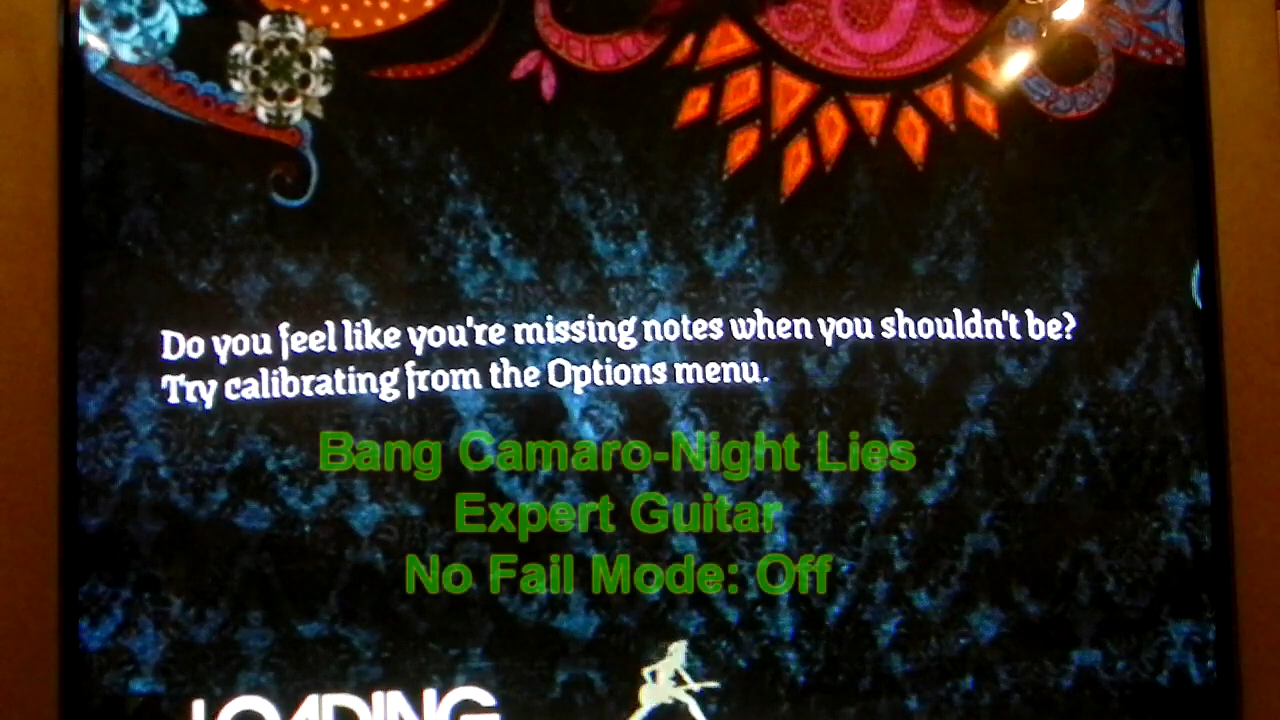 Do you feel like you're missing notes when you shouldn't be?
Try calibrating from the Options menu.
Bang Camaro-Night Lies
Expert Guitar
No Fail Mode: Off
LOADING